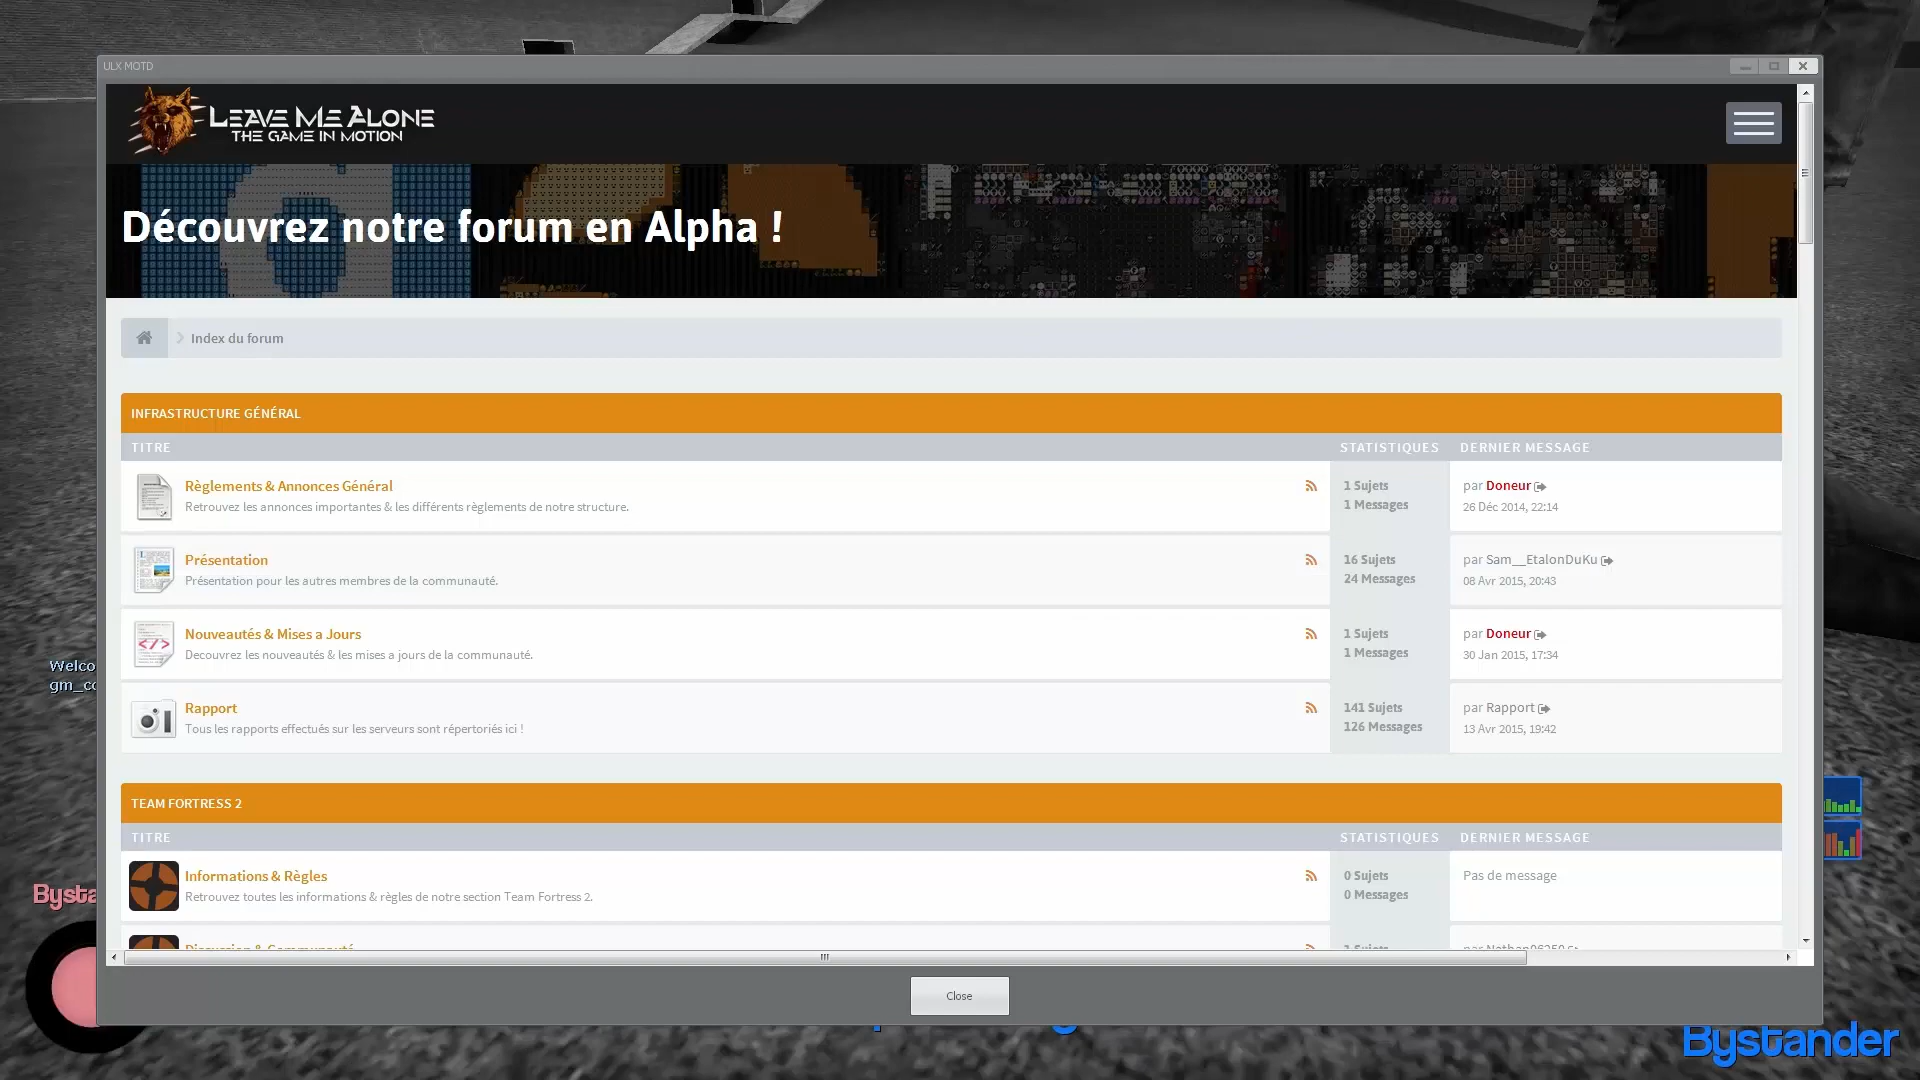 ULX MOTD
LEAVE ME ALONE
THE GAME IN MOTION
Découvrez notre forum en Alpha !
Index du forum
INFRASTRUCTURE GÉNÉRAL
TITRE STATISTIQUES DERNIER MESSAGE
Règlements & Annonces Général 1 Sujets par Doneur
Retrouvez les annonces importantes & les différents règlements de notre structure. 1 Messages 26 Déc 2014, 22:14
Présentation 16 Sujets par Sam__EtalonDuKu
Présentation pour les autres membres de la communauté. 24 Messages 08 Avr 2015, 20:43
Nouveautés & Mises a Jours 1 Sujets par Doneur
Decouvrez les nouveautés & les mises a jours de la communauté. 1 Messages 30 Jan 2015, 17:34
Welco
gm_c
Rapport 141 Sujets par Rapport
Tous les rapports effectués sur les serveurs sont répertoriés ici ! 126 Messages 13 Avr 2015, 19:42
TEAM FORTRESS 2
TITRE STATISTIQUES DERNIER MESSAGE
Informations & Règles 0 Sujets Pas de message
Retrouvez toutes les informations & règles de notre section Team Fortress 2. 0 Messages
Bysta
Discussion & Communauté 1 Sujets par Nathan06250
Close
Bystander